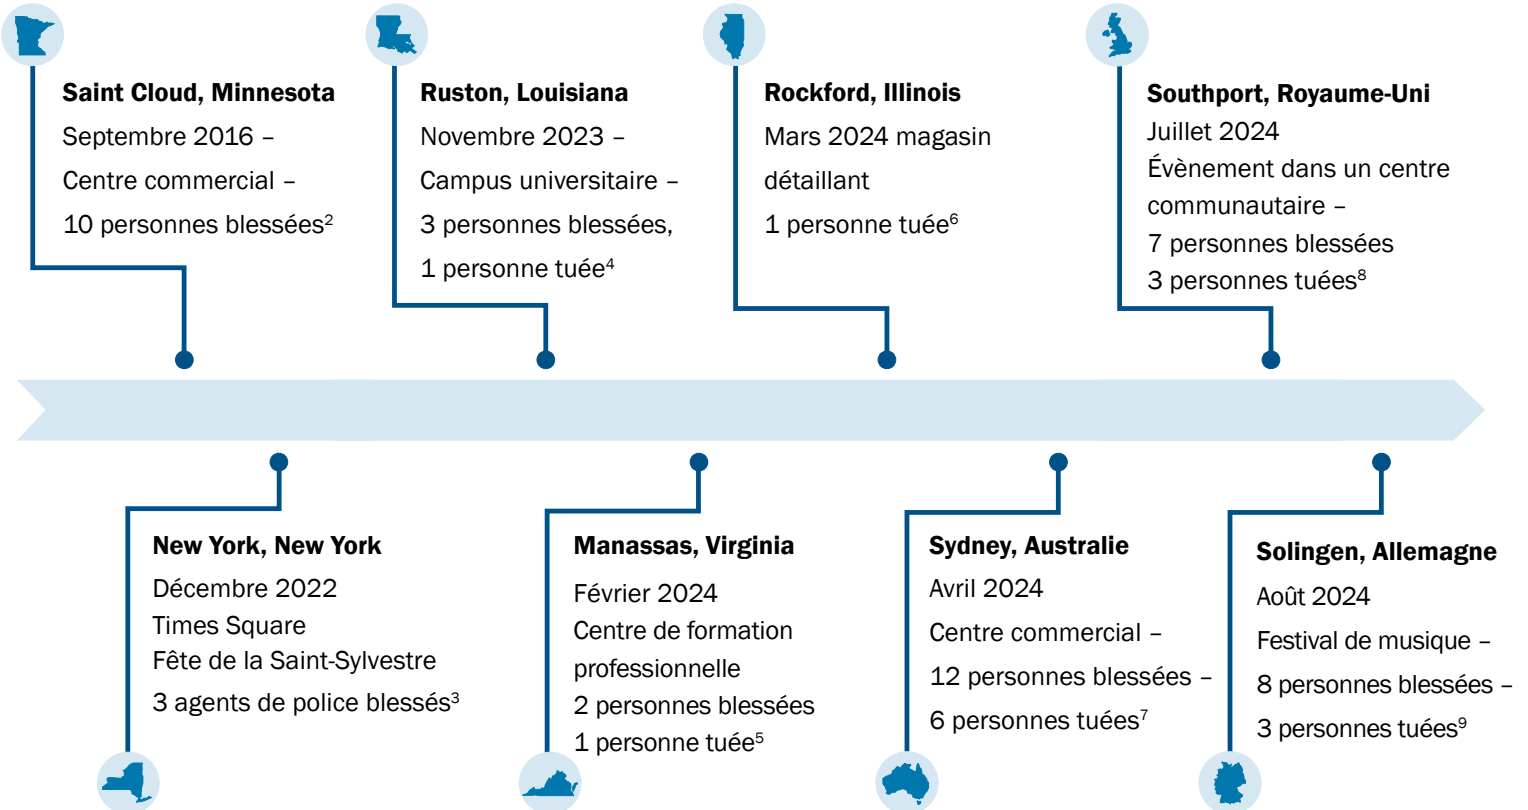 Saint Cloud, Minnesota
Septembre 2016 –
Centre commercial –
10 personnes blessées²
Ruston, Louisiana
Novembre 2023 –
Campus universitaire –
3 personnes blessées,
1 personne tuée⁴
Rockford, Illinois
Mars 2024 magasin
détaillant
1 personne tuée⁶
Southport, Royaume-Uni
Juillet 2024
Évènement dans un centre
communautaire –
7 personnes blessées
3 personnes tuées⁸
New York, New York
Décembre 2022
Times Square
Fête de la Saint-Sylvestre
3 agents de police blessés³
Manassas, Virginia
Février 2024
Centre de formation
professionnelle
2 personnes blessées
1 personne tuée⁵
Sydney, Australie
Avril 2024
Centre commercial –
12 personnes blessées –
6 personnes tuées⁷
Solingen, Allemagne
Août 2024
Festival de musique –
8 personnes blessées –
3 personnes tuées⁹